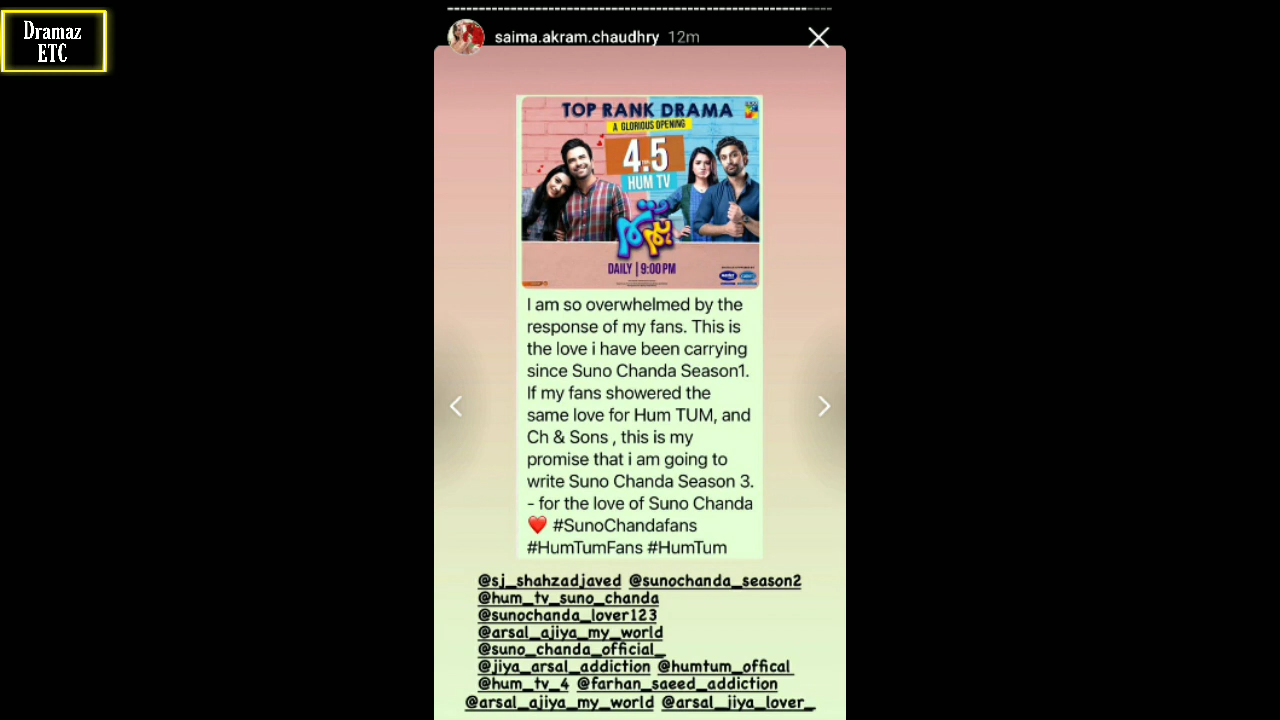 Dramaz
ETC
saima.akram.chaudhry 12m
TOP RANK DRAMA
A GLORIOUS OPENING
4.5
HUM TV
ہم تم
DAILY | 9:00 PM
I am so overwhelmed by the
response of my fans. This is
the love i have been carrying
since Suno Chanda Season1.
If my fans showered the
same love for Hum TUM, and
Ch & Sons , this is my
promise that i am going to
write Suno Chanda Season 3.
- for the love of Suno Chanda
❤️ #SunoChandafans
#HumTumFans #HumTum
@sj_shahzadjaved @sunochanda_season2
@hum_tv_suno_chanda
@sunochanda_lover123
@arsal_ajiya_my_world
@suno_chanda_official_
@jiya_arsal_addiction @humtum_offical
@hum_tv_4 @farhan_saeed_addiction
@arsal_ajiya_my_world @arsal_jiya_lover_